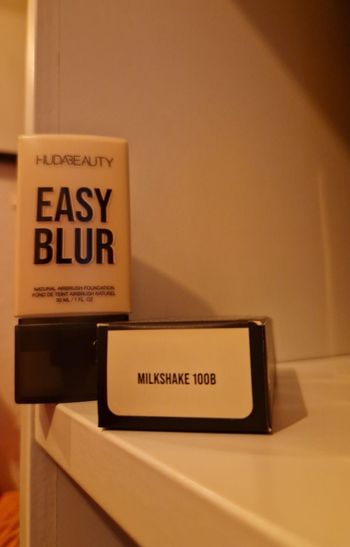 HUDABEAUTY
EASY
BLUR
NATURAL AIRBRUSH FOUNDATION
FOND DE TEINT AIRBRUSH NATUREL
30 ML / 1 FL. OZ
MILKSHAKE 100B